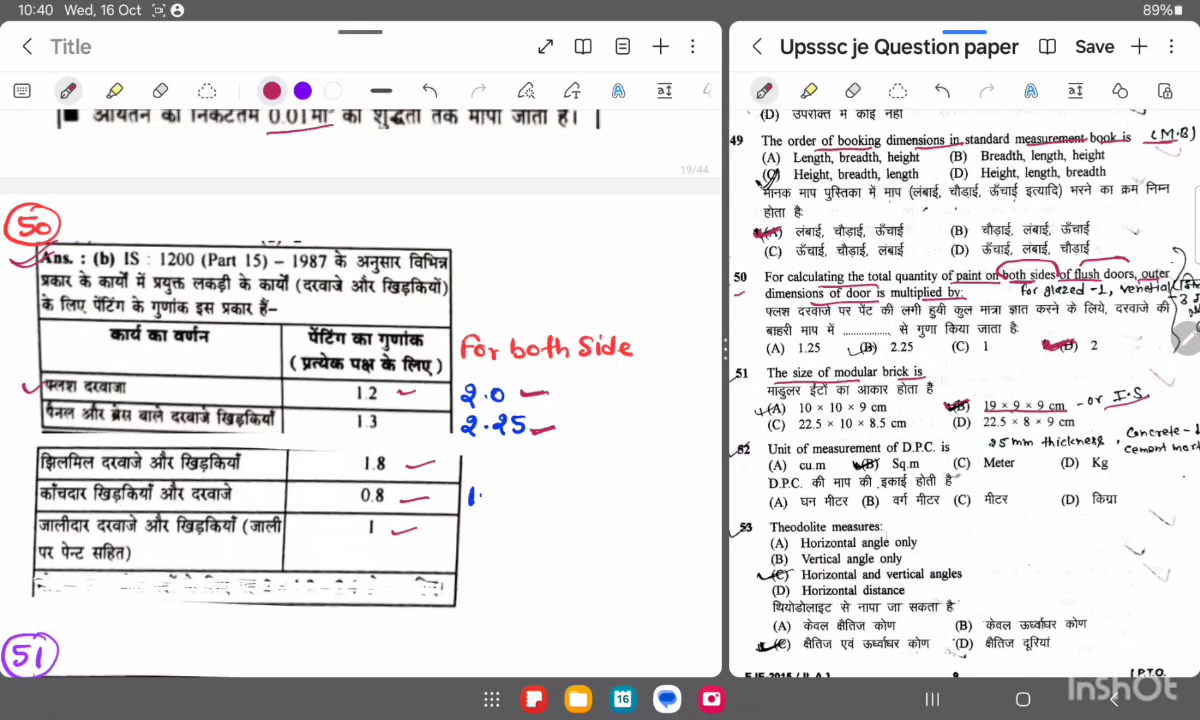 10:40 Wed, 16 Oct
89%
Title
Upsssc je Question paper
Save
आयतन का निकटतम 0.01 मी³ की शुद्धता तक मापा जाता है।
19/44
50
Ans. : (b) IS : 1200 (Part 15) – 1987 के अनुसार विभिन्न
प्रकार के कार्यों में प्रयुक्त लकड़ी के कार्यों (दरवाजे और खिड़कियों)
के लिए पेंटिंग के गुणांक इस प्रकार हैं–
कार्य का वर्णन
पेंटिंग का गुणांक
( प्रत्येक पक्ष के लिए )
For both Side
फ्लश दरवाजा 1.2 2.0
पैनल और ब्रेस वाले दरवाजे खिड़कियाँ 1.3 2.25
झिलमिल दरवाजे और खिड़कियाँ 1.8
काँचदार खिड़कियाँ और दरवाजे 0.8 1.
जालीदार दरवाजे और खिड़कियाँ (जाली 1
पर पेन्ट सहित)
51
(D) उपरोक्त में कोई नहीं
49 The order of booking dimensions in standard measurement book is (M.B)
(A) Length, breadth, height (B) Breadth, length, height
(C) Height, breadth, length (D) Height, length, breadth
मानक माप पुस्तिका में माप (लंबाई, चौड़ाई, ऊँचाई इत्यादि) भरने का क्रम निम्न
होता है:
(A) लंबाई, चौड़ाई, ऊँचाई (B) चौड़ाई, लंबाई, ऊँचाई
(C) ऊँचाई, चौड़ाई, लंबाई (D) ऊँचाई, लंबाई, चौडाई
50 For calculating the total quantity of paint on both sides of flush doors, outer
dimensions of door is multiplied by: for glazed -1, venetial
फ्लश दरवाजे पर पेंट की लगी हुयी कुल मात्रा ज्ञात करने के लिये, दरवाजे की
बाहरी माप में ................ से गुणा किया जाता है:
(A) 1.25 (B) 2.25 (C) 1 (D) 2
51 The size of modular brick is
माडुलर ईंटों का आकार होता है
(A) 10 × 10 × 9 cm (B) 19 × 9 × 9 cm - or I.S
(C) 22.5 × 10 × 8.5 cm (D) 22.5 × 8 × 9 cm
52 Unit of measurement of D.P.C. is 25 mm thickness, Concrete - 1
(A) cu.m (B) Sq.m (C) Meter (D) Kg cement mort
D.P.C. की माप की इकाई होती है
(A) घन मीटर (B) वर्ग मीटर (C) मीटर (D) किग्रा
53 Theodolite measures:
(A) Horizontal angle only
(B) Vertical angle only
(C) Horizontal and vertical angles
(D) Horizontal distance
थियोडोलाइट से नापा जा सकता है
(A) केवल क्षैतिज कोण (B) केवल ऊर्ध्वाधर कोण
(C) क्षैतिज एवं ऊर्ध्वाधर कोण (D) क्षैतिज दूरियां
9
[P.T.O.
16
InShOt